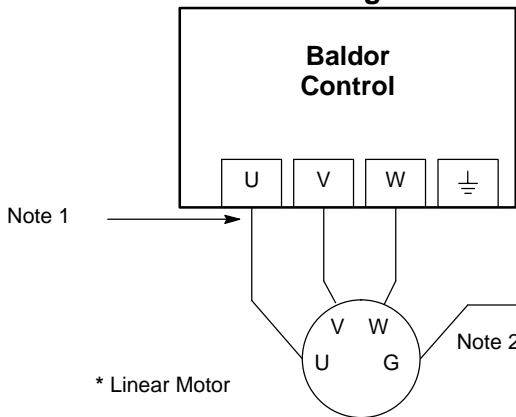 Baldor
Control
U V W
Note 1
V W
U G
Note 2
* Linear Motor